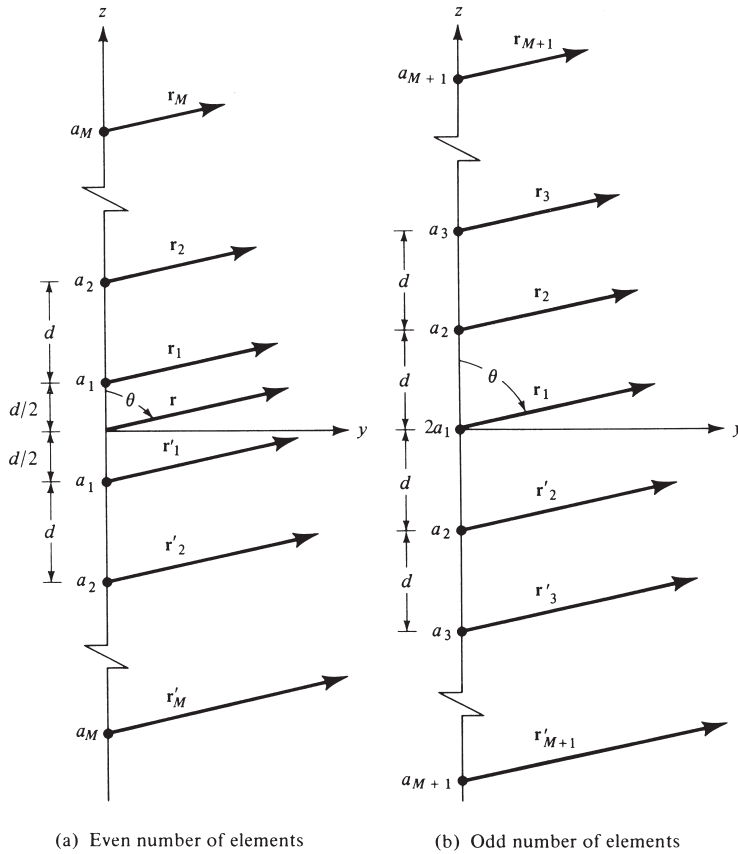 z
r_M
a_M
r_2
a_2
d
r_1
a_1
d/2
θ
r
y
d/2
r'_1
a_1
d
r'_2
a_2
r'_M
a_M
(a) Even number of elements
z
r_{M+1}
a_{M+1}
r_3
a_3
d
r_2
a_2
d
θ
r_1
2a_1
y
d
r'_2
a_2
d
r'_3
a_3
r'_{M+1}
a_{M+1}
(b) Odd number of elements